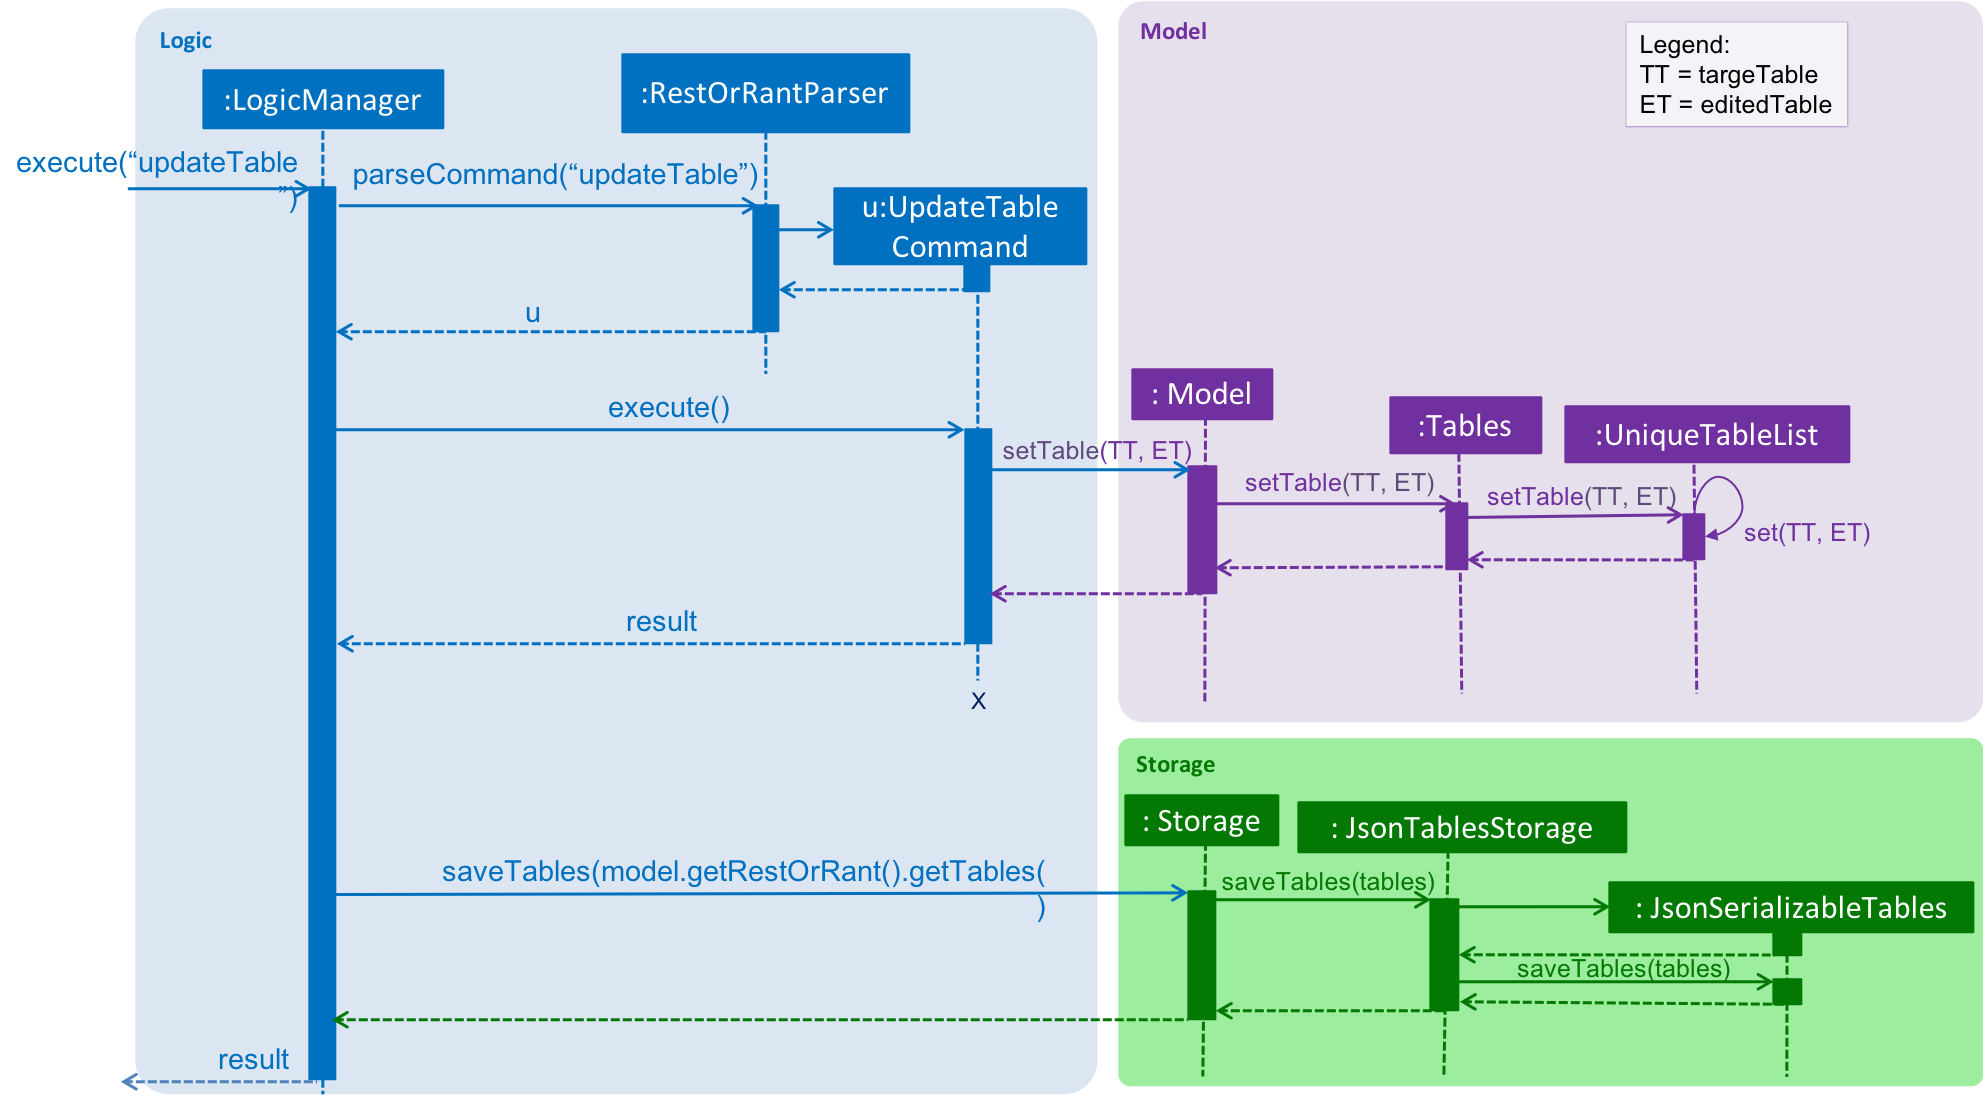 Logic
Model
Legend:
TT = targeTable
ET = editedTable
:LogicManager
:RestOrRantParser
execute(“updateTable
”)
parseCommand(“updateTable”)
u:UpdateTable
Command
u
execute()
: Model
:Tables
:UniqueTableList
setTable(TT, ET)
setTable(TT, ET)
setTable(TT, ET)
set(TT, ET)
result
X
Storage
: Storage
: JsonTablesStorage
saveTables(model.getRestOrRant().getTables(
)
saveTables(tables)
: JsonSerializableTables
saveTables(tables)
result